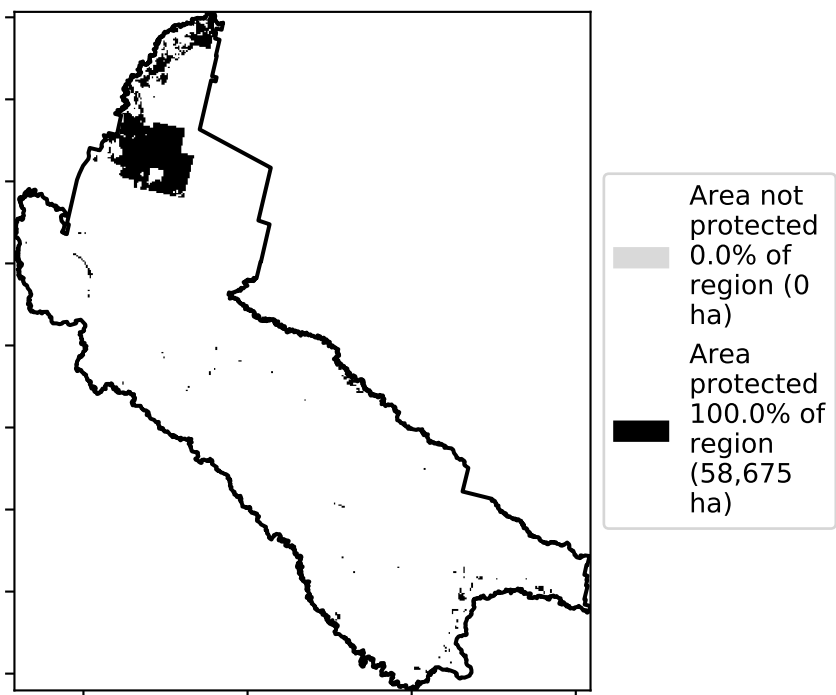 Area not
protected
0.0% of
region (0
ha)
Area
protected
100.0% of
region
(58,675
ha)